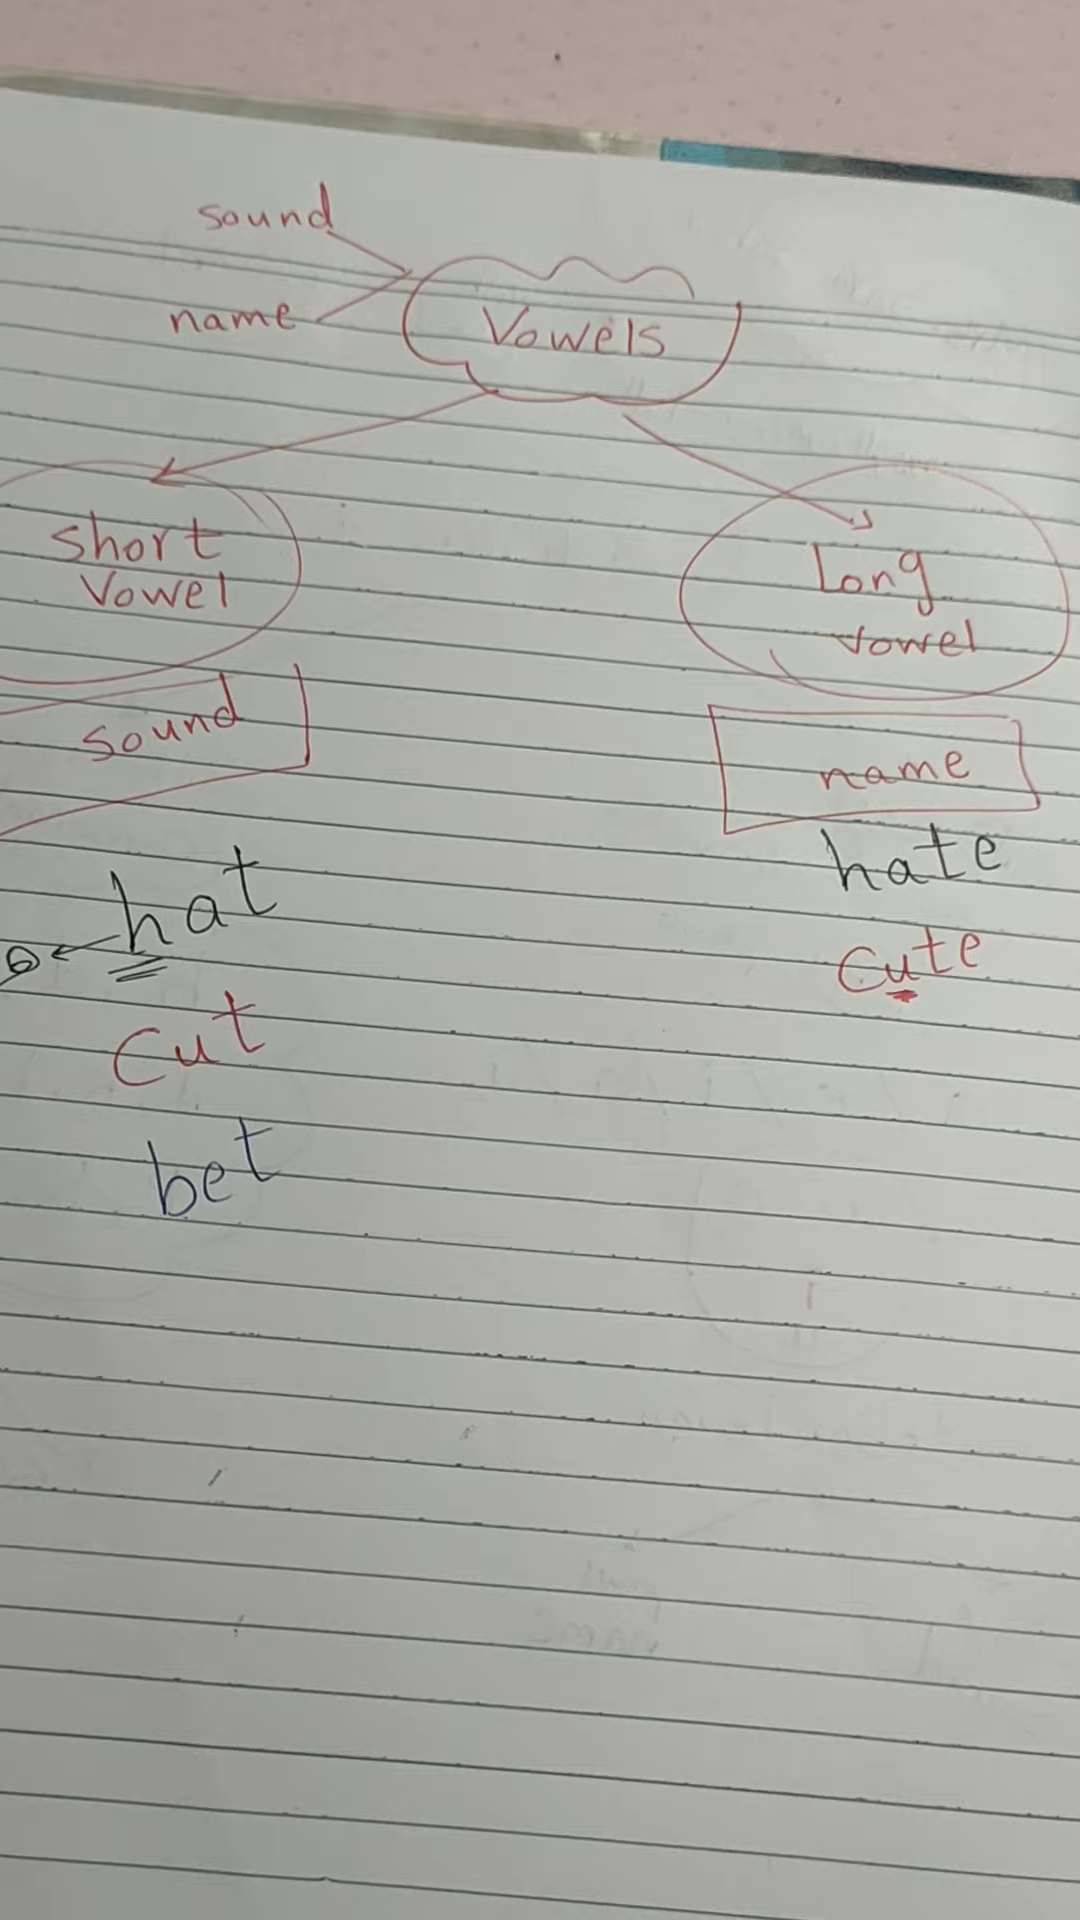 sound
name
Vowels
short
vowel
Long
vowel
sound
name
hat
hate
cut
cute
bet